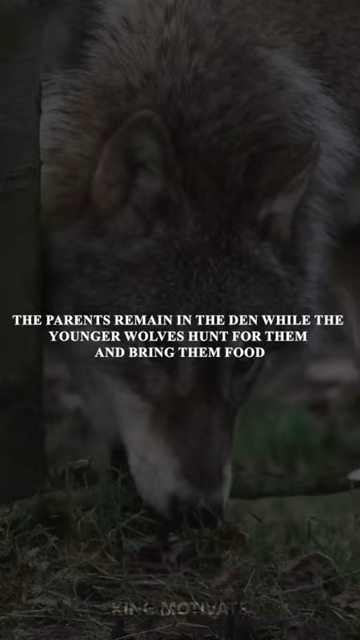 THE PARENTS REMAIN IN THE DEN WHILE THE
YOUNGER WOLVES HUNT FOR THEM
AND BRING THEM FOOD
KING MOTIVATE